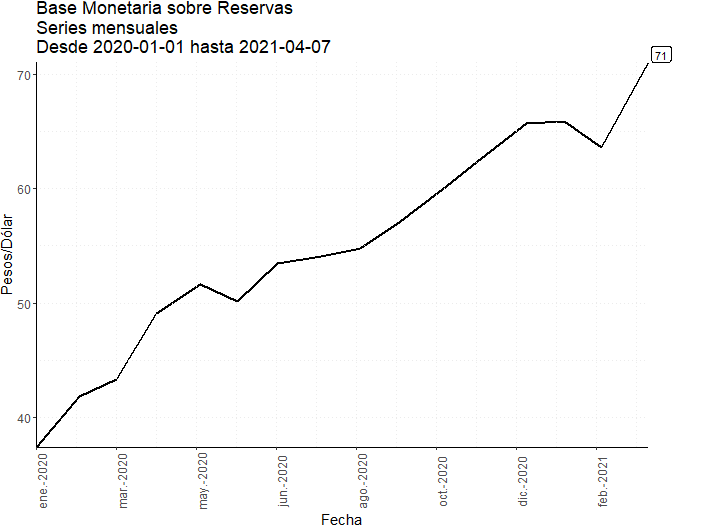 Base Monetaria sobre Reservas
Series mensuales
Desde 2020-01-01 hasta 2021-04-07
71
70
60
50
40
Pesos/Dólar
ene.-2020
mar.-2020
may.-2020
jun.-2020
ago.-2020
oct.-2020
dic.-2020
feb.-2021
Fecha